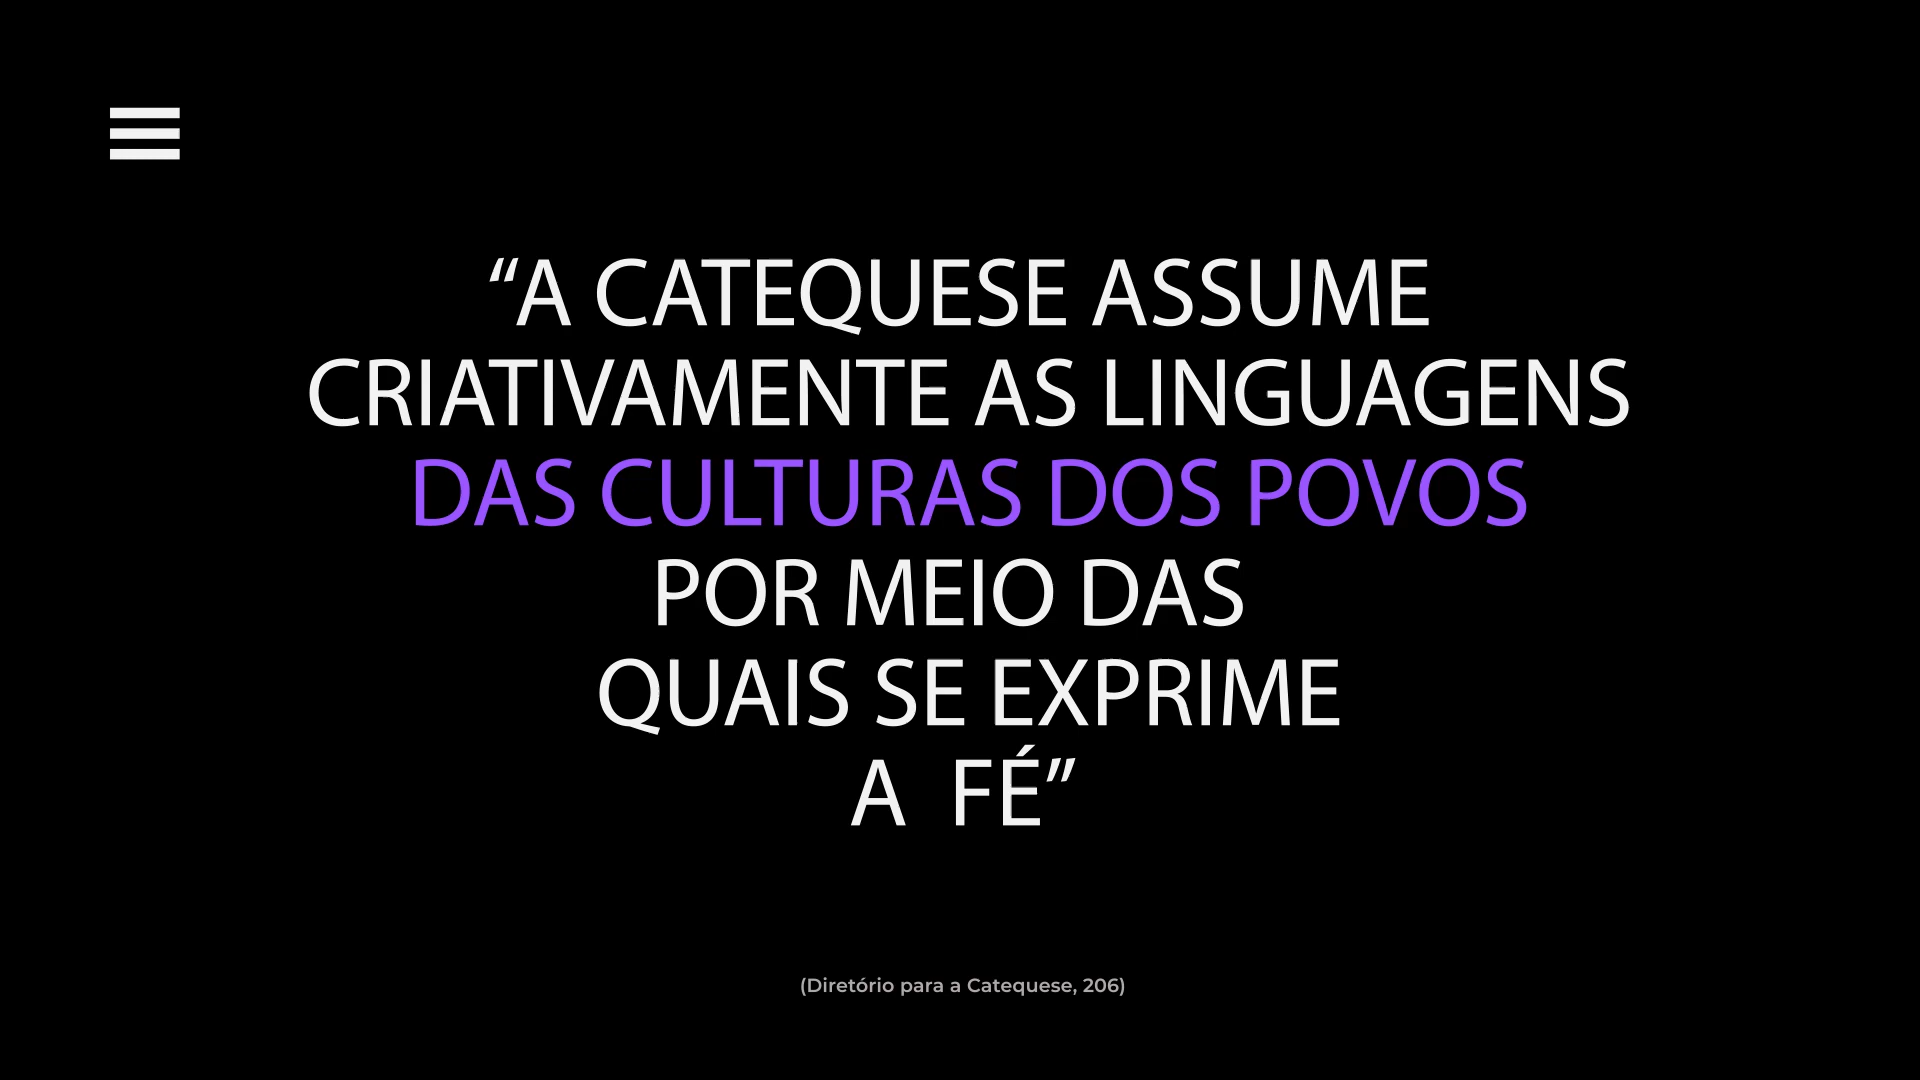 “A CATEQUESE ASSUME
CRIATIVAMENTE AS LINGUAGENS
DAS CULTURAS DOS POVOS
POR MEIO DAS
QUAIS SE EXPRIME
A FÉ”
(Diretório para a Catequese, 206)